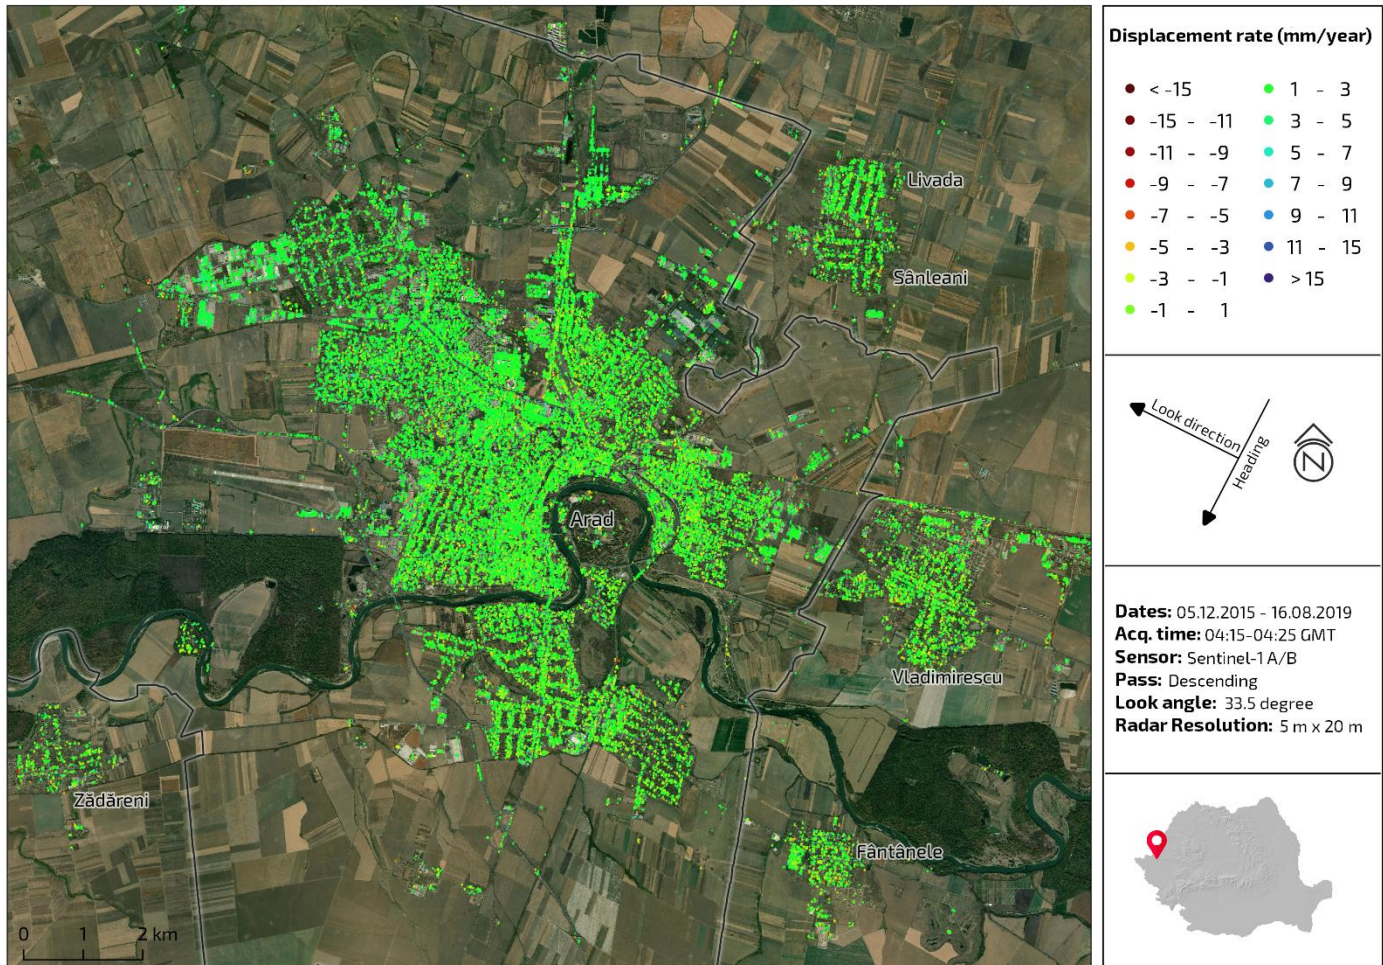 Livada
Sânleani
Arad
Vladimirescu
Zădăreni
Fântânele
0 1 2 km
Displacement rate (mm/year)
< -15
-15 - -11
-11 - -9
-9 - -7
-7 - -5
-5 - -3
-3 - -1
-1 - 1
1 - 3
3 - 5
5 - 7
7 - 9
9 - 11
11 - 15
> 15
Look direction
Heading
N
Dates: 05.12.2015 - 16.08.2019
Acq. time: 04:15-04:25 GMT
Sensor: Sentinel-1 A/B
Pass: Descending
Look angle: 33.5 degree
Radar Resolution: 5 m x 20 m